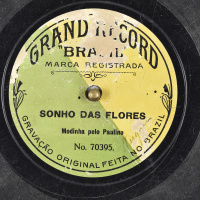 GRAND RECORD
"BRAZIL"
MARCA REGISTRADA
SONHO DAS FLORES
Modinha pelo Paulino
No. 70395.
GRAVAÇÃO ORIGINAL FEITA NO BRAZIL